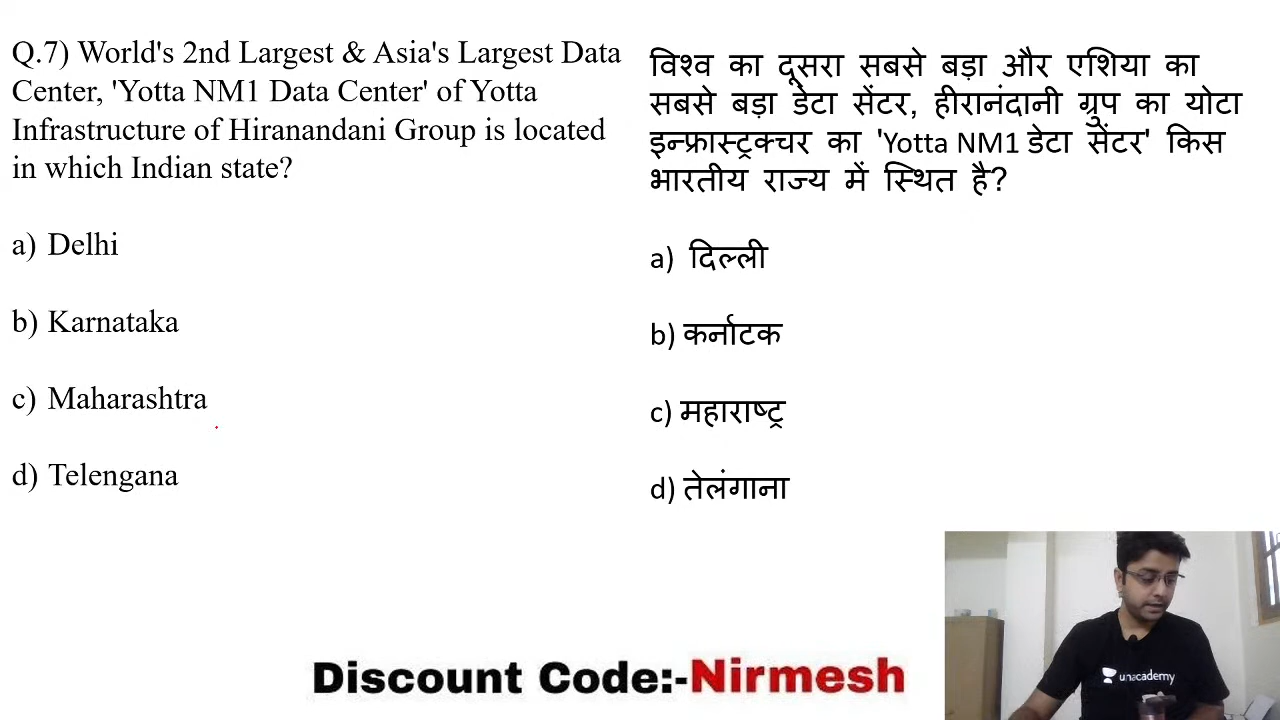 Q.7) World's 2nd Largest & Asia's Largest Data
Center, 'Yotta NM1 Data Center' of Yotta
Infrastructure of Hiranandani Group is located
in which Indian state?
a) Delhi
b) Karnataka
c) Maharashtra
d) Telengana
विश्व का दूसरा सबसे बड़ा और एशिया का
सबसे बड़ा डेटा सेंटर, हीरानंदानी ग्रुप का योटा
इन्फ्रास्ट्रक्चर का 'Yotta NM1 डेटा सेंटर' किस
भारतीय राज्य में स्थित है?
a) दिल्ली
b) कर्नाटक
c) महाराष्ट्र
d) तेलंगाना
unacademy
Discount Code:-Nirmesh